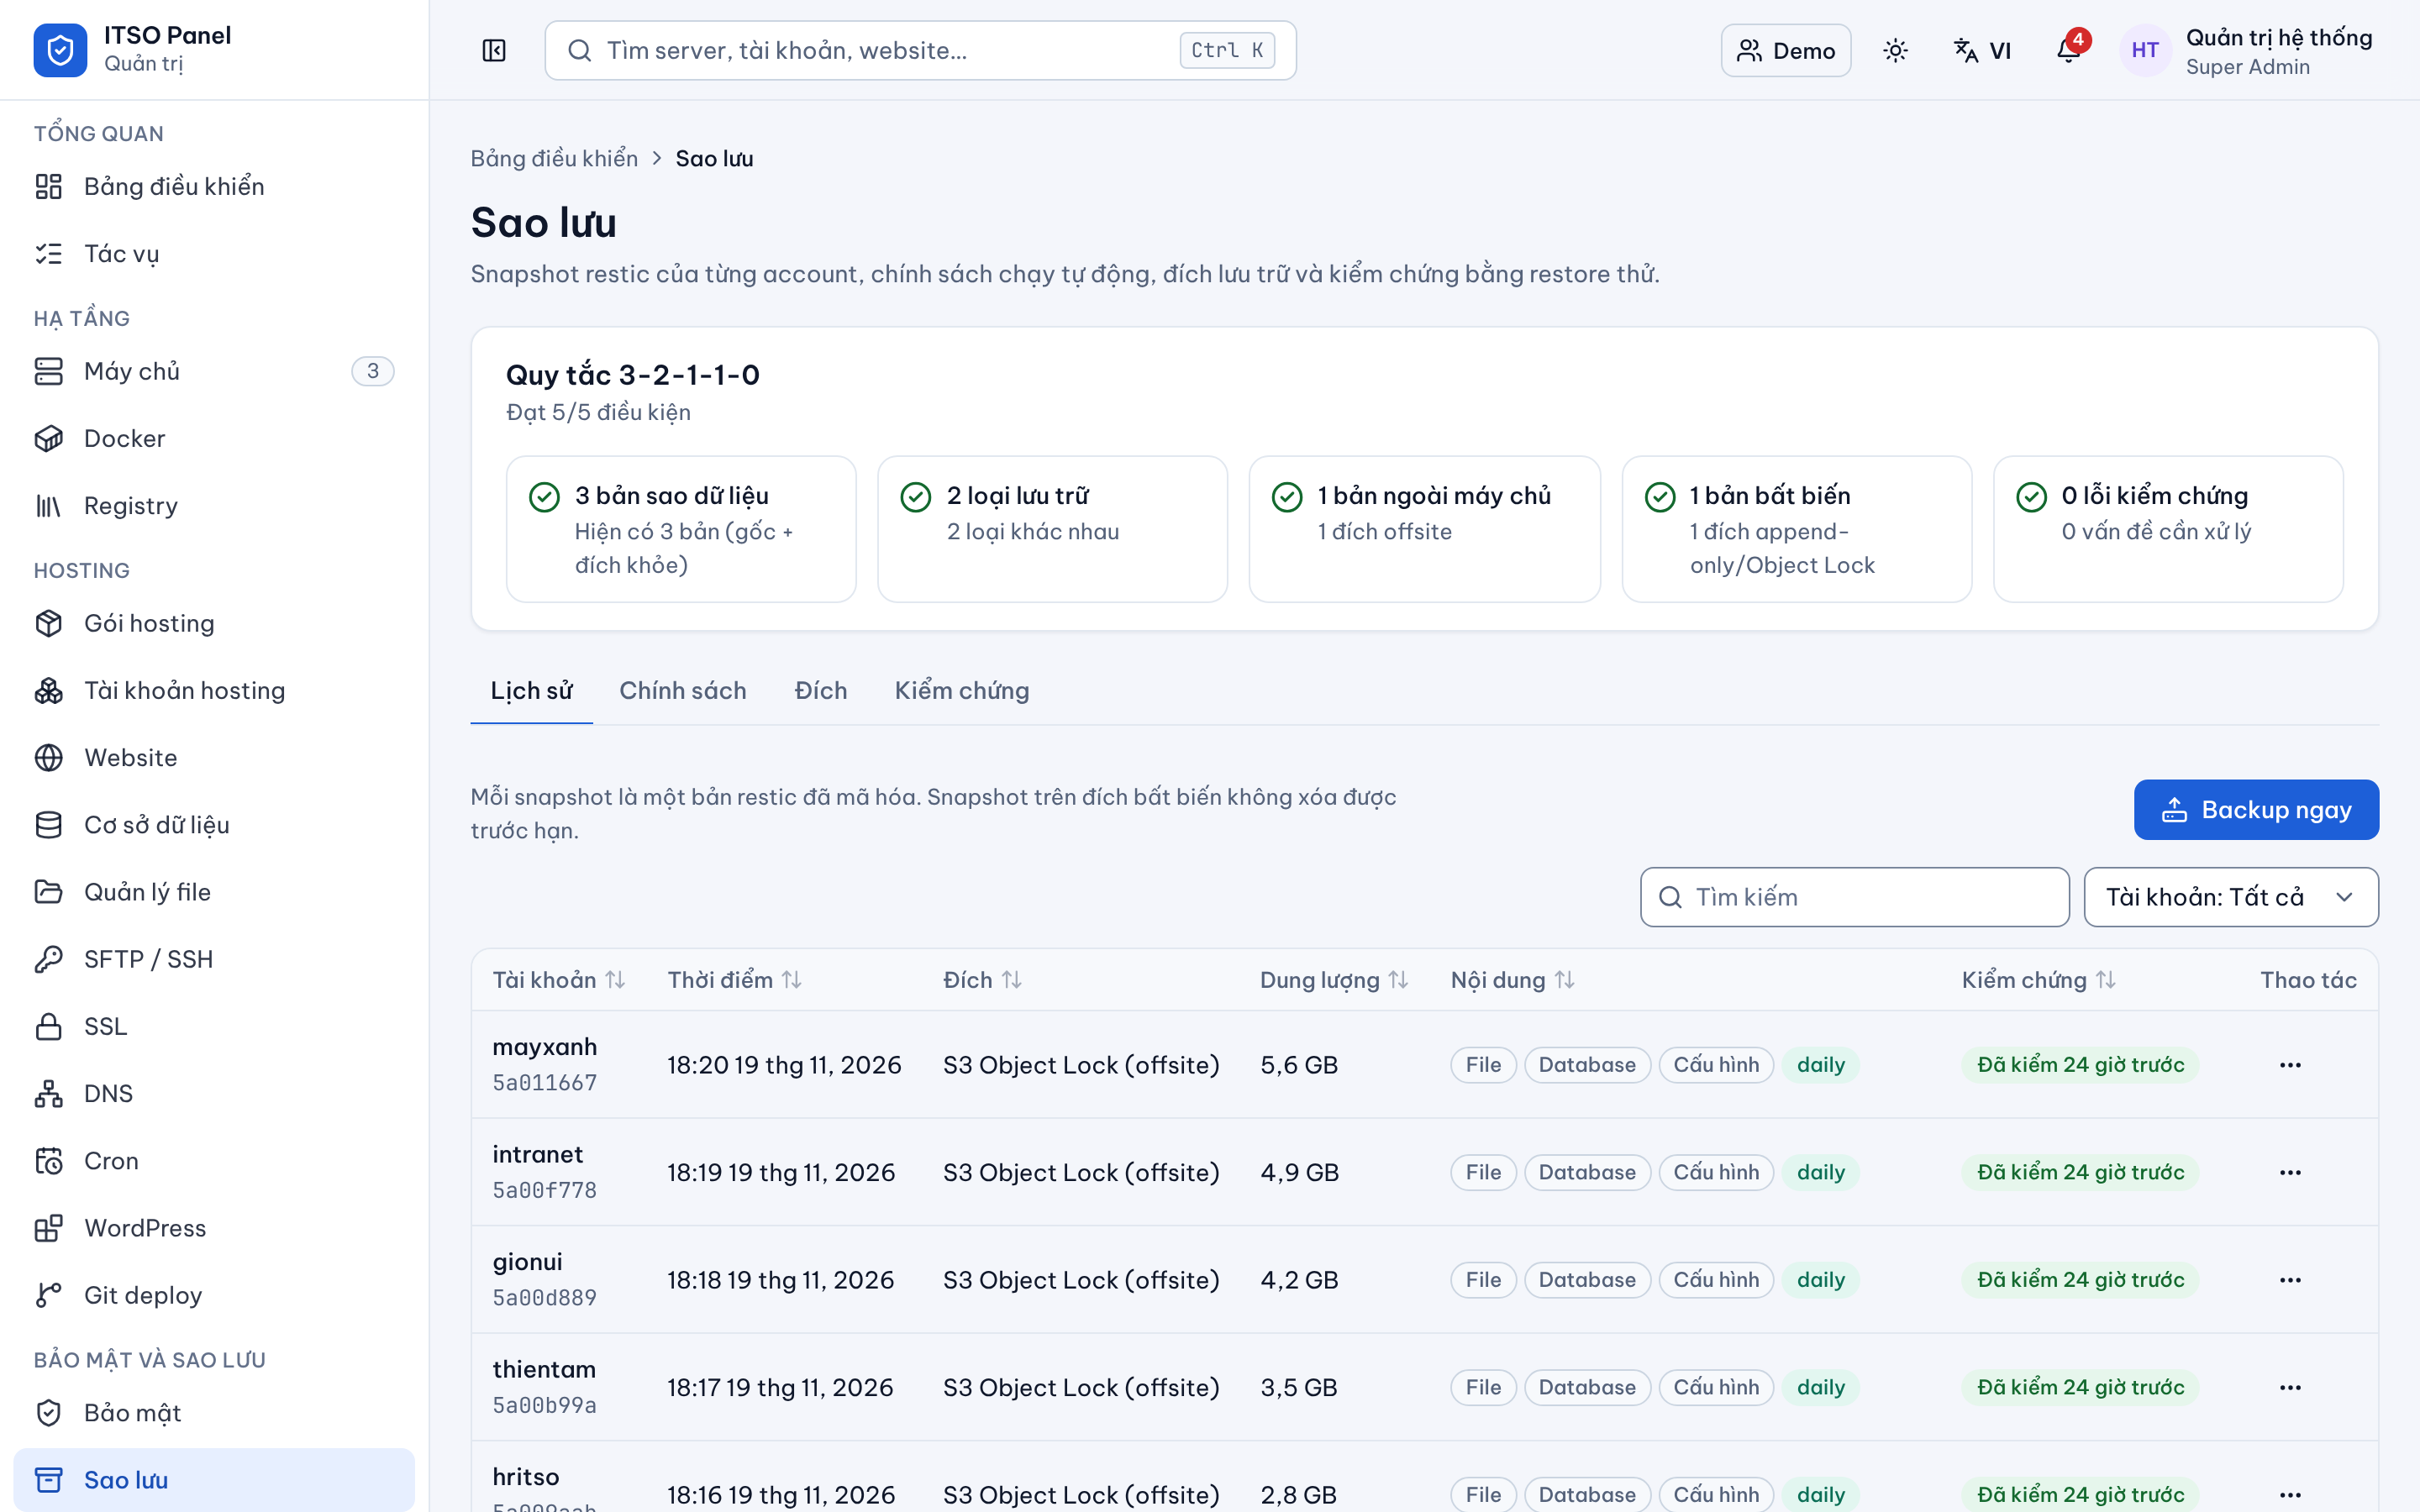 ITSO Panel
Quản trị
Tìm server, tài khoản, website...
Ctrl K
Demo
VI
4
HT
Quản trị hệ thống
Super Admin
TỔNG QUAN
Bảng điều khiển
Tác vụ
HẠ TẦNG
Máy chủ
3
Docker
Registry
HOSTING
Gói hosting
Tài khoản hosting
Website
Cơ sở dữ liệu
Quản lý file
SFTP / SSH
SSL
DNS
Cron
WordPress
Git deploy
BẢO MẬT VÀ SAO LƯU
Bảo mật
Sao lưu
Bảng điều khiển > Sao lưu
Sao lưu
Snapshot restic của từng account, chính sách chạy tự động, đích lưu trữ và kiểm chứng bằng restore thử.
Quy tắc 3-2-1-1-0
Đạt 5/5 điều kiện
3 bản sao dữ liệu
Hiện có 3 bản (gốc +
đích khỏe)
2 loại lưu trữ
2 loại khác nhau
1 bản ngoài máy chủ
1 đích offsite
1 bản bất biến
1 đích append-
only/Object Lock
0 lỗi kiểm chứng
0 vấn đề cần xử lý
Lịch sử Chính sách Đích Kiểm chứng
Mỗi snapshot là một bản restic đã mã hóa. Snapshot trên đích bất biến không xóa được
trước hạn.
Backup ngay
Tìm kiếm
Tài khoản: Tất cả
Tài khoản Thời điểm Đích Dung lượng Nội dung Kiểm chứng Thao tác
mayxanh
5a011667
18:20 19 thg 11, 2026 S3 Object Lock (offsite) 5,6 GB File Database Cấu hình daily Đã kiểm 24 giờ trước
intranet
5a00f778
18:19 19 thg 11, 2026 S3 Object Lock (offsite) 4,9 GB File Database Cấu hình daily Đã kiểm 24 giờ trước
gionui
5a00d889
18:18 19 thg 11, 2026 S3 Object Lock (offsite) 4,2 GB File Database Cấu hình daily Đã kiểm 24 giờ trước
thientam
5a00b99a
18:17 19 thg 11, 2026 S3 Object Lock (offsite) 3,5 GB File Database Cấu hình daily Đã kiểm 24 giờ trước
hritso
18:16 19 thg 11, 2026 S3 Object Lock (offsite) 2,8 GB File Database Cấu hình daily Đã kiểm 24 giờ trước